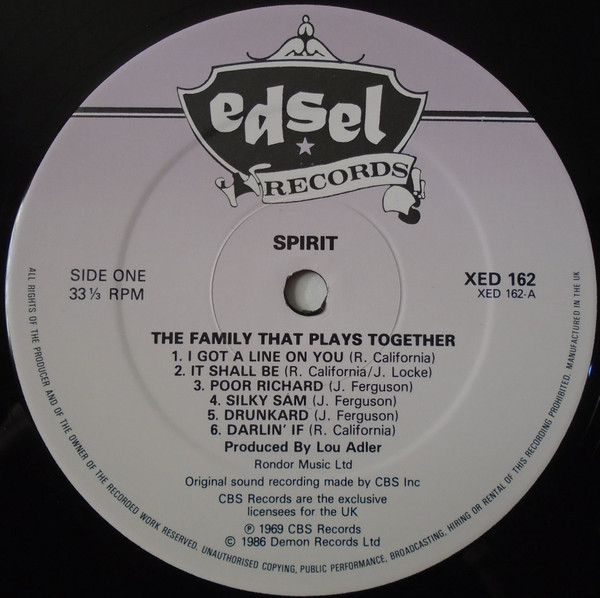 edsel
RECORDS
SPIRIT
SIDE ONE
33⅓ RPM
XED 162
XED 162-A
THE FAMILY THAT PLAYS TOGETHER
1. I GOT A LINE ON YOU (R. California)
2. IT SHALL BE (R. California/J. Locke)
3. POOR RICHARD (J. Ferguson)
4. SILKY SAM (J. Ferguson)
5. DRUNKARD (J. Ferguson)
6. DARLIN' IF (R. California)
Produced By Lou Adler
Rondor Music Ltd
Original sound recording made by CBS Inc
CBS Records are the exclusive
licensees for the UK
℗ 1969 CBS Records
© 1986 Demon Records Ltd
ALL RIGHTS OF THE PRODUCER AND OF THE OWNER OF THE RECORDED WORK RESERVED. UNAUTHORISED COPYING, PUBLIC PERFORMANCE, BROADCASTING, HIRING OR RENTAL OF THIS RECORDING PROHIBITED. MANUFACTURED IN THE UK